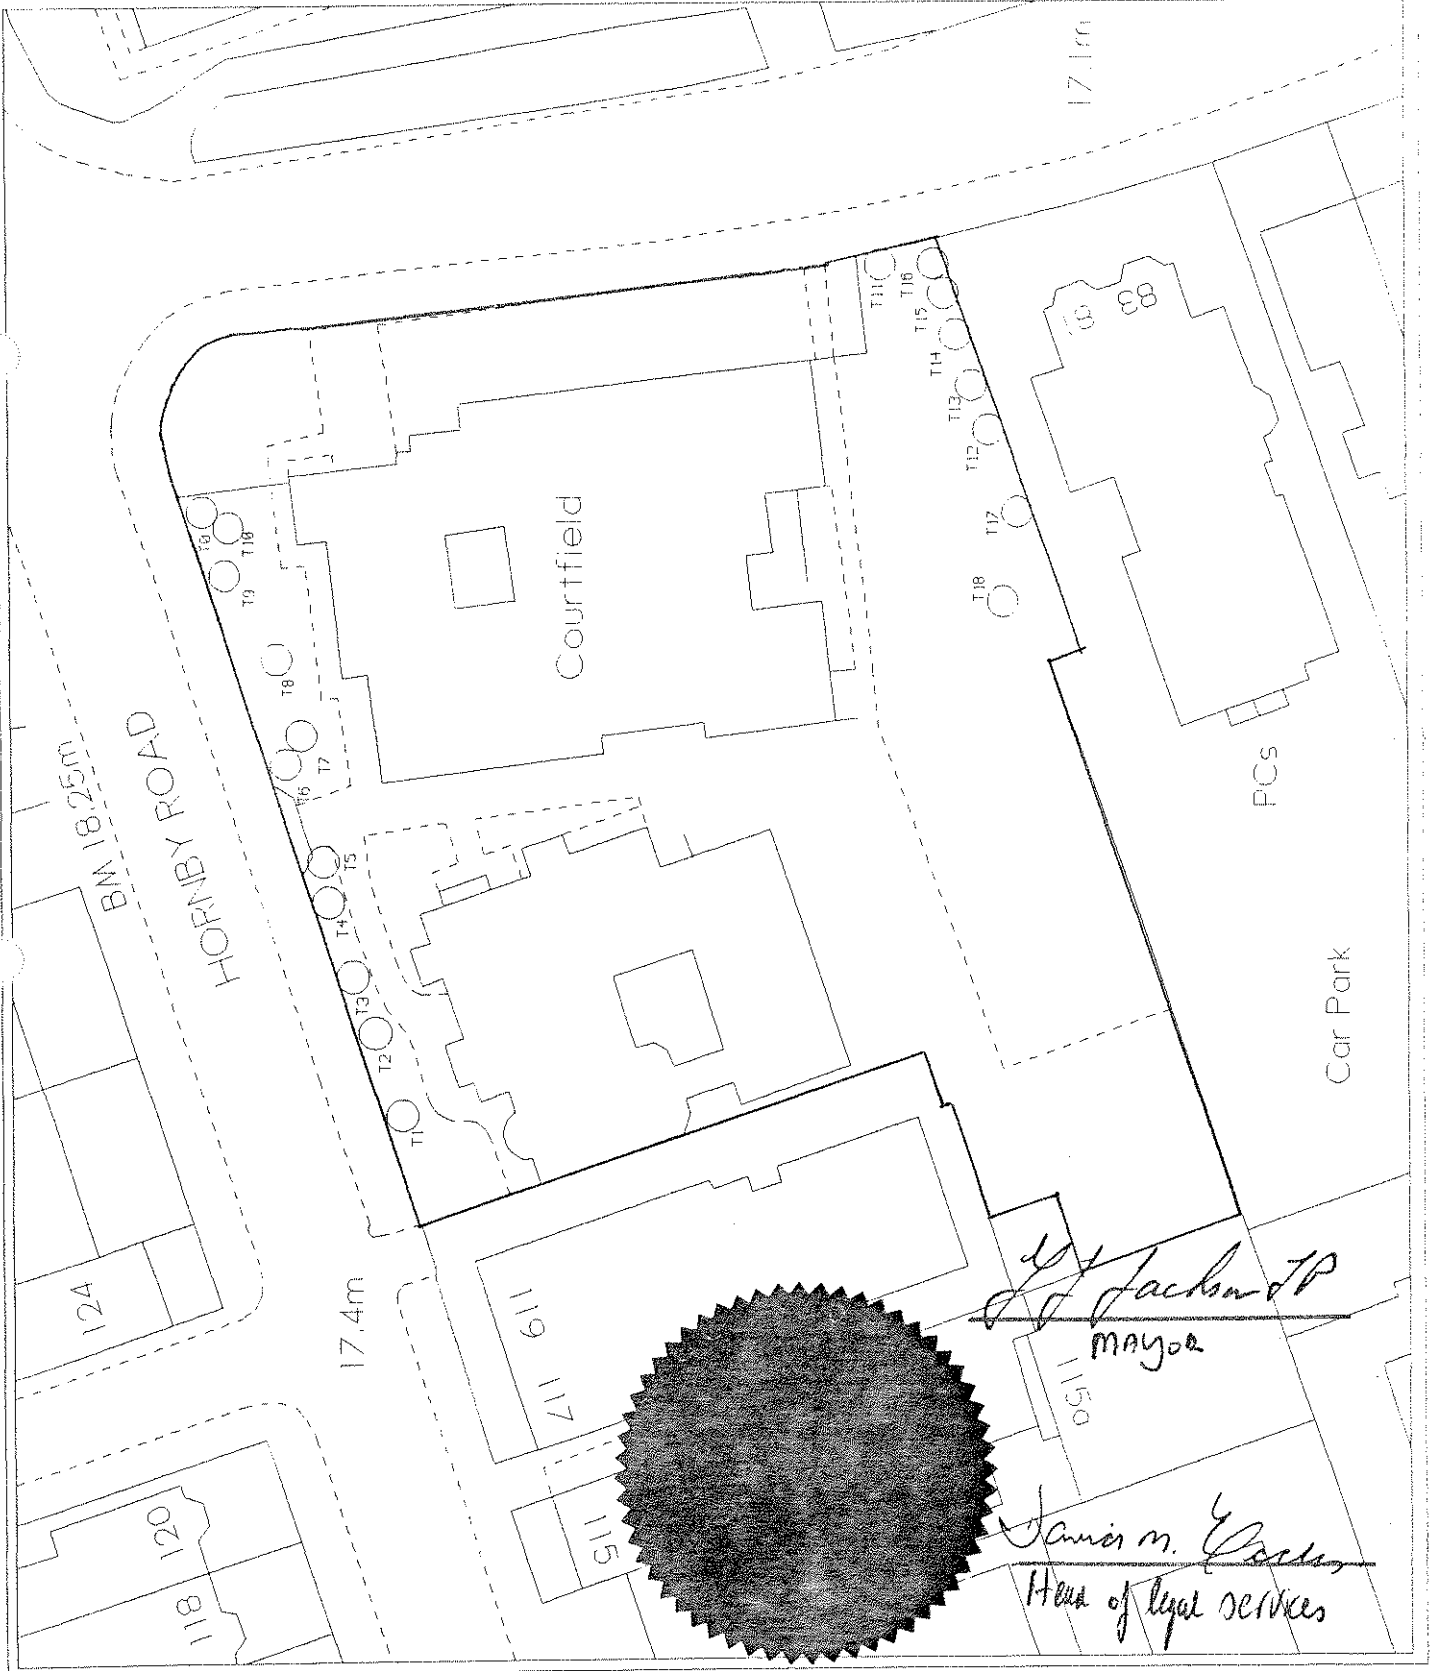 17.1m
BM 18.25m
HORNBY ROAD
17.4m
124
120
118
119
117
115
115a
Courtfield
81
83
PCs
Car Park
T1
T2
T3
T4
T5
T6
T7
T8
T9
T10
T11
T12
T13
T14
T15
T16
T17
T18
Jackson JP
MAYOR
Head of legal services